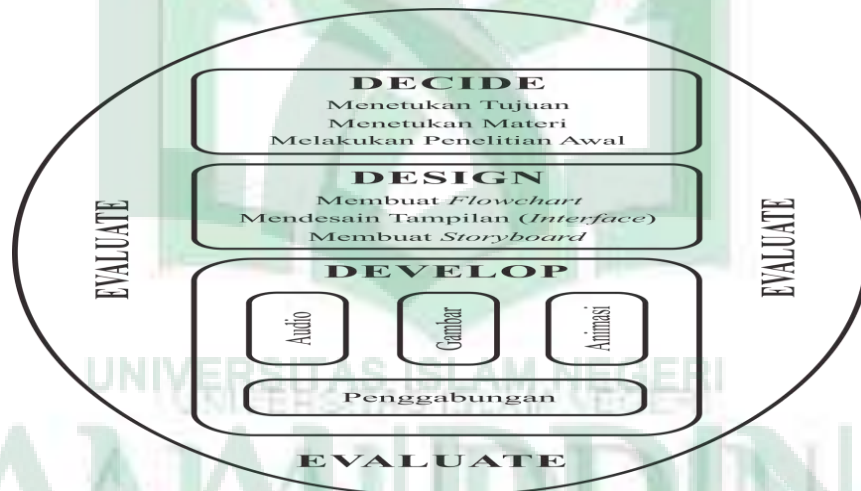 DECIDE
Menetukan Tujuan
Menetukan Materi
Melakukan Penelitian Awal
DESIGN
Membuat Flowchart
Mendesain Tampilan (Interface)
Membuat Storyboard
EVALUATE
EVALUATE
DEVELOP
Audio
Gambar
Animasi
UNIVERSITAS ISLAM NEGERI
Penggabungan
EVALUATE